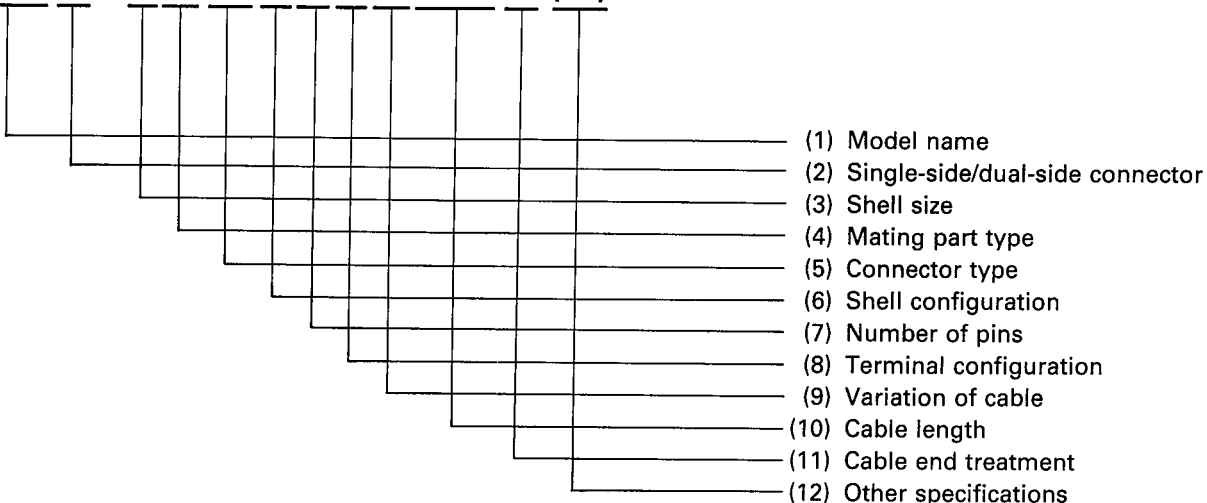 (1) Model name
(2) Single-side/dual-side connector
(3) Shell size
(4) Mating part type
(5) Connector type
(6) Shell configuration
(7) Number of pins
(8) Terminal configuration
(9) Variation of cable
(10) Cable length
(11) Cable end treatment
(12) Other specifications